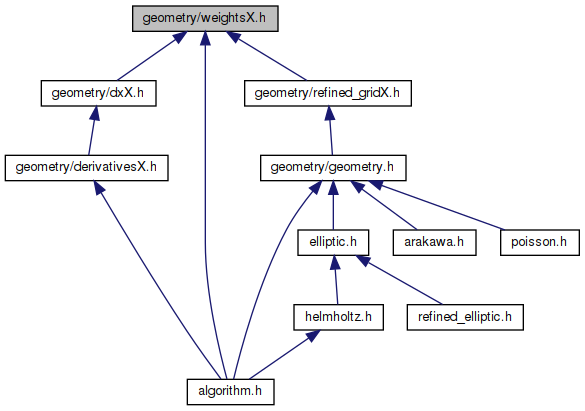 geometry/weightsX.h
geometry/dxX.h
geometry/refined_gridX.h
geometry/derivativesX.h
geometry/geometry.h
elliptic.h
arakawa.h
poisson.h
helmholtz.h
refined_elliptic.h
algorithm.h